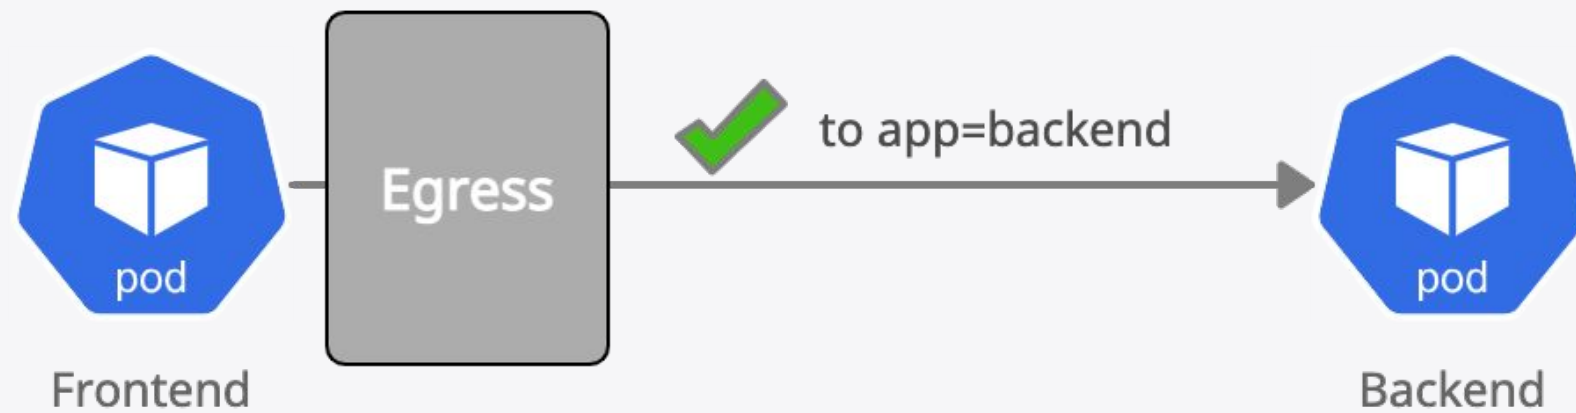 to app=backend
Egress
pod
pod
Frontend
Backend